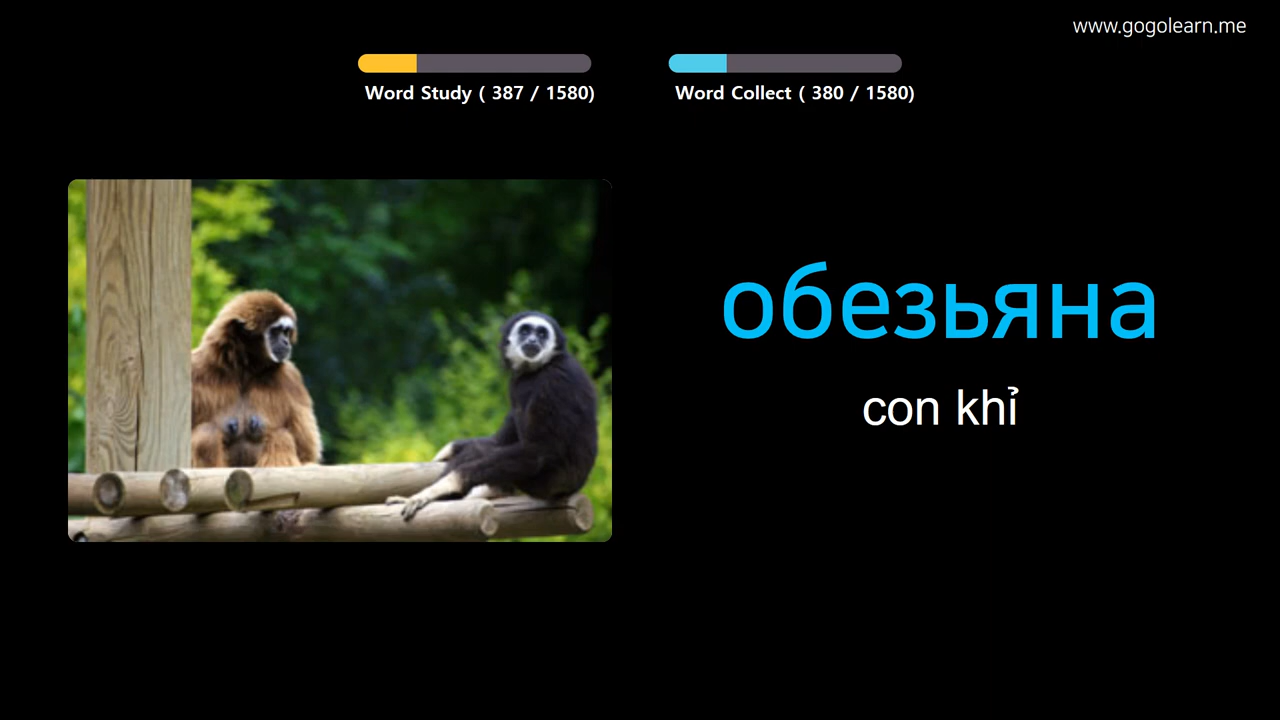 www.gogolearn.me
Word Study ( 387 / 1580)
Word Collect ( 380 / 1580)
обезьяна
con khỉ